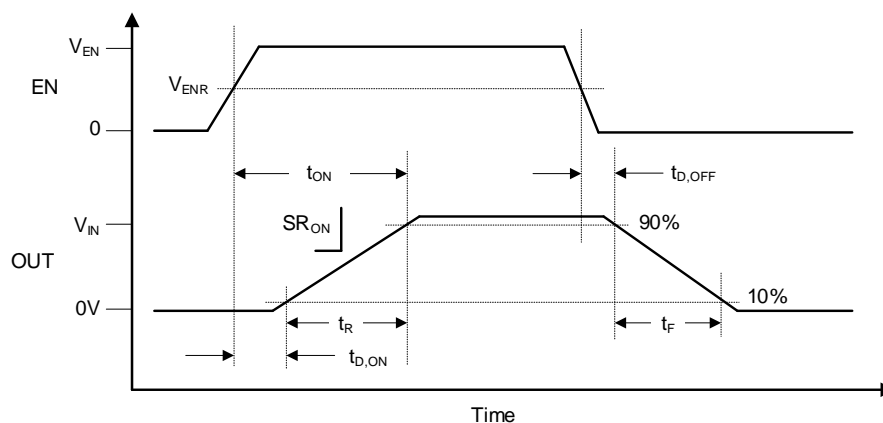 V_EN
EN
V_ENR
0
t_ON
t_D,OFF
V_IN
SR_ON
90%
OUT
0V
10%
t_R
t_F
t_D,ON
Time